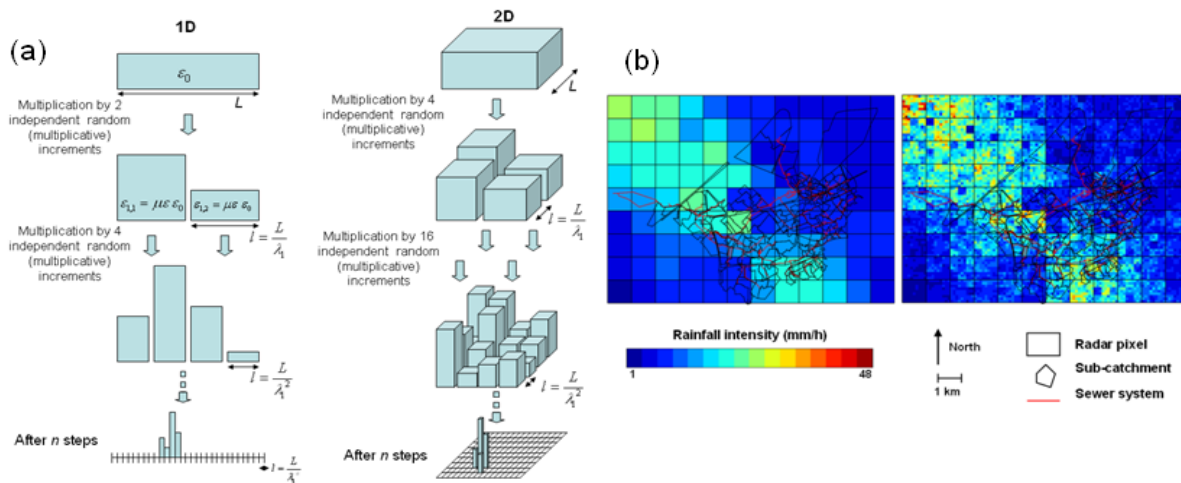 (a)
1D
ε₀
L
Multiplication by 2
independent random
(multiplicative)
increments
ε₁,₁ = με ε₀
ε₁,₂ = με ε₀
l = L/λ₁
Multiplication by 4
independent random
(multiplicative)
increments
l = L/λ₁²
After n steps
2D
L
Multiplication by 4
independent random
(multiplicative)
increments
l = L/λ₁
Multiplication by 16
independent random
(multiplicative)
increments
l = L/λ₁²
After n steps
(b)
Rainfall intensity (mm/h)
1
48
North
1 km
Radar pixel
Sub-catchment
Sewer system